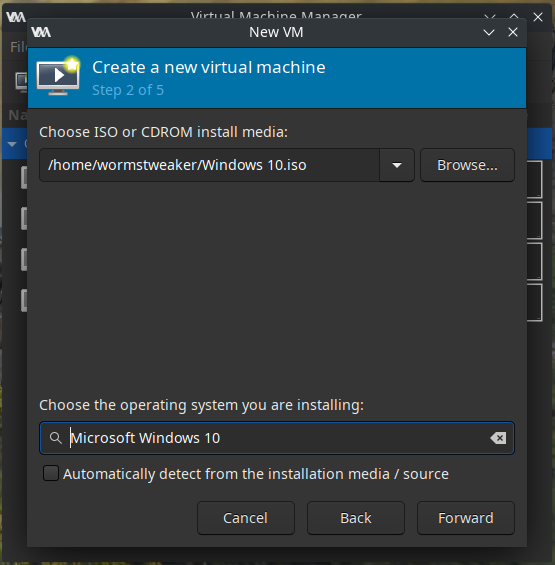 Virtual Machine Manager
New VM
File
Create a new virtual machine
Step 2 of 5
Choose ISO or CDROM install media:
/home/wormstweaker/Windows 10.iso
Browse...
Choose the operating system you are installing:
Microsoft Windows 10
Automatically detect from the installation media / source
Cancel
Back
Forward